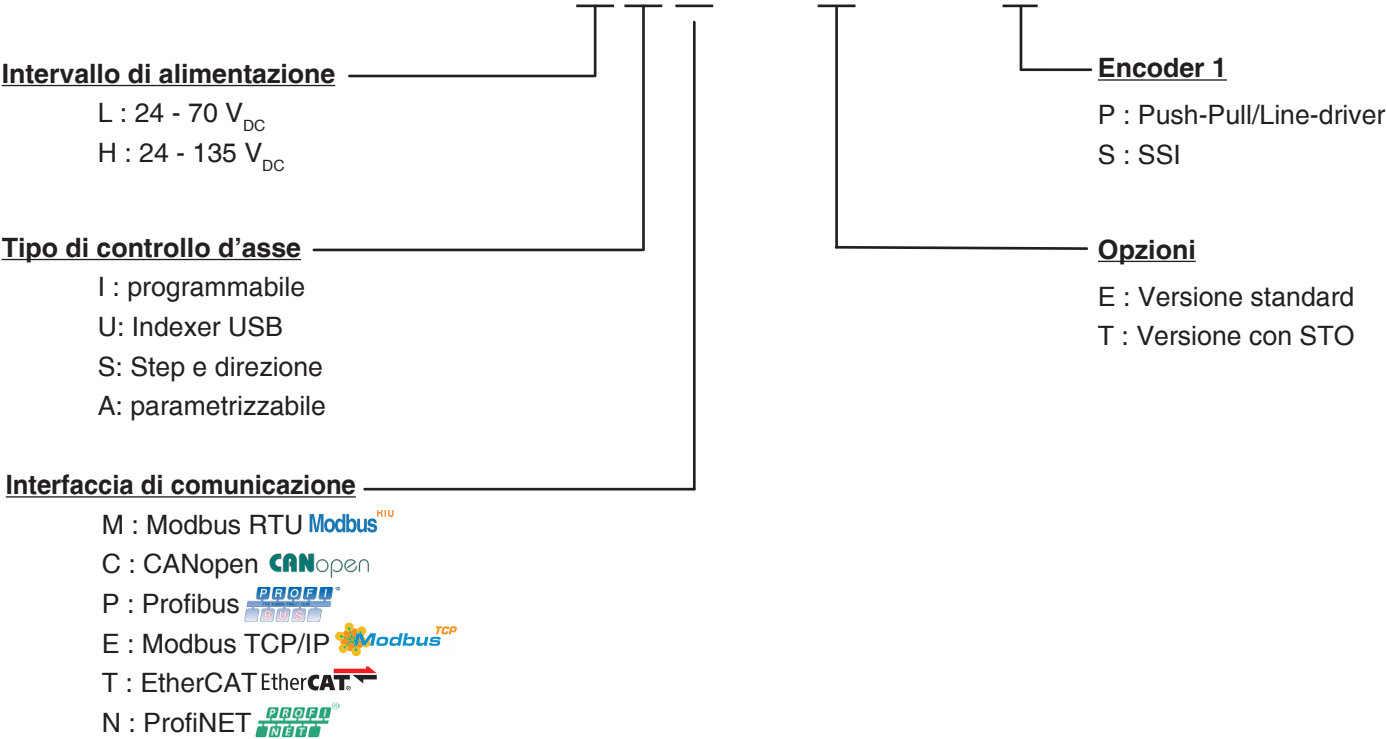 Intervallo di alimentazione
L : 24 - 70 VDC
H : 24 - 135 VDC
Tipo di controllo d’asse
I : programmabile
U: Indexer USB
S: Step e direzione
A: parametrizzabile
Interfaccia di comunicazione
M : Modbus RTU Modbus RTU
C : CANopen CANopen
P : Profibus PROFI BUS
E : Modbus TCP/IP Modbus TCP
T : EtherCAT EtherCAT®
N : ProfiNET PROFI NET ®
Encoder 1
P : Push-Pull/Line-driver
S : SSI
Opzioni
E : Versione standard
T : Versione con STO